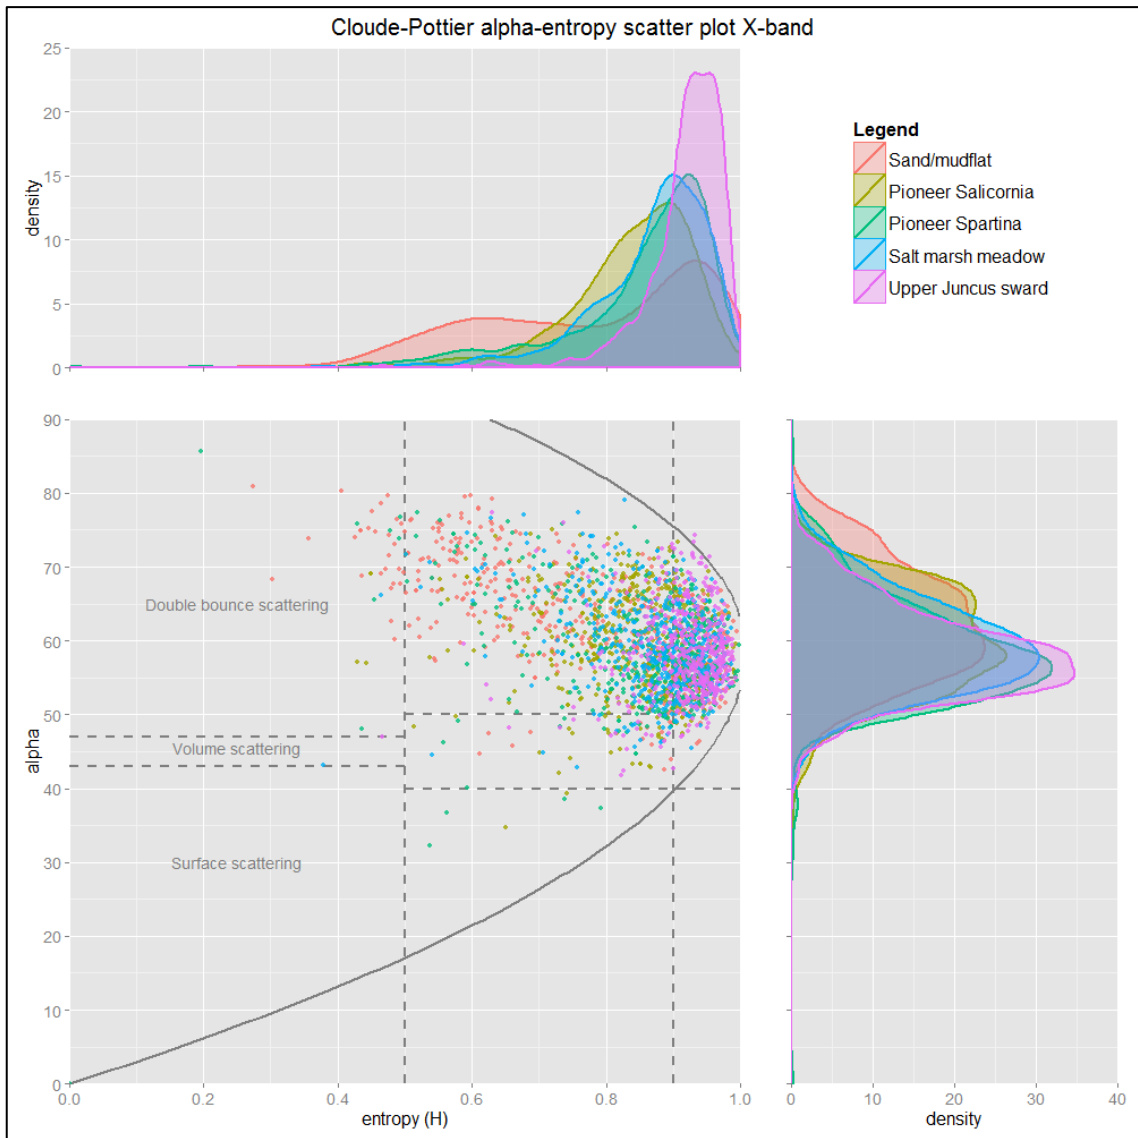 Cloude-Pottier alpha-entropy scatter plot X-band
25
20
15
10
5
0
density
Legend
Sand/mudflat
Pioneer Salicornia
Pioneer Spartina
Salt marsh meadow
Upper Juncus sward
90
80
70
60
50
40
30
20
10
0
alpha
Double bounce scattering
Volume scattering
Surface scattering
0.0 0.2 0.4 0.6 0.8 1.0
entropy (H)
0 10 20 30 40
density